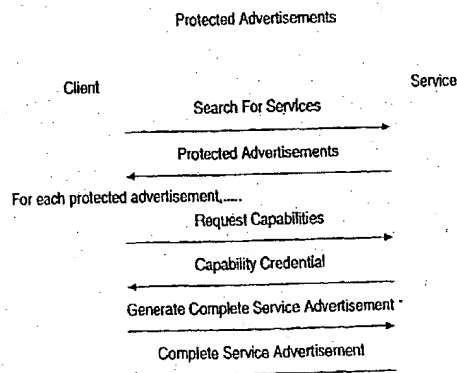 Protected Advertisements
Client
Service
Search For Services
Protected Advertisements
For each protected advertisement,.....
Request Capabilities
Capability Credential
Generate Complete Service Advertisement
Complete Service Advertisement